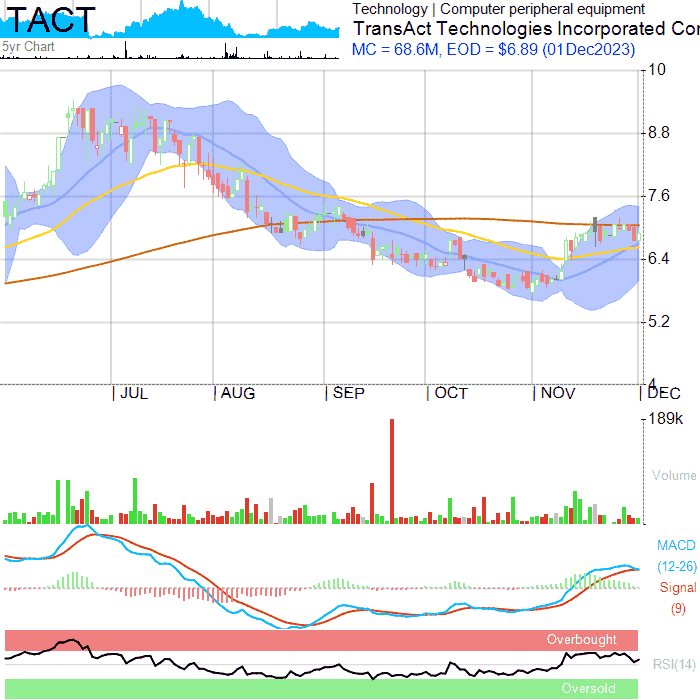 TACT
5yr Chart
Technology | Computer peripheral equipment
TransAct Technologies Incorporated Cor
MC = 68.6M, EOD = $6.89 (01Dec2023)
10
8.8
7.6
6.4
5.2
4
| JUL | AUG | SEP | OCT | NOV | DEC
189k
Volume
MACD
(12-26)
Signal
(9)
Overbought
RSI(14)
Oversold